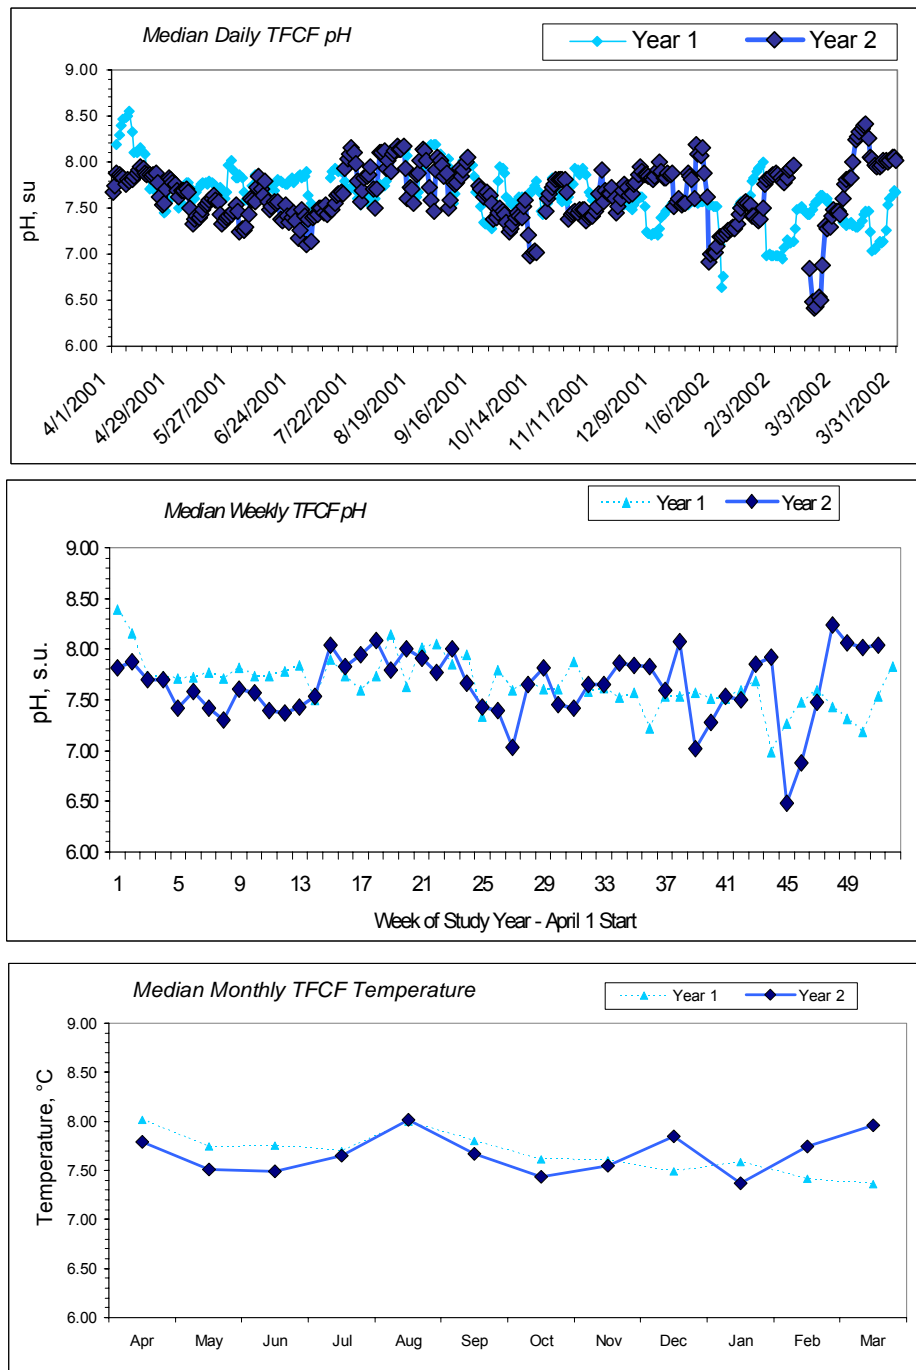 Median Daily TFCF pH
Year 1
Year 2
9.00
8.50
8.00
7.50
7.00
6.50
6.00
pH, su
4/1/2001
4/29/2001
5/27/2001
6/24/2001
7/22/2001
8/19/2001
9/16/2001
10/14/2001
11/11/2001
12/9/2001
1/6/2002
2/3/2002
3/3/2002
3/31/2002
Median Weekly TFCF pH
Year 1
Year 2
9.00
8.50
8.00
7.50
7.00
6.50
6.00
pH, s.u.
1 5 9 13 17 21 25 29 33 37 41 45 49
Week of Study Year - April 1 Start
Median Monthly TFCF Temperature
Year 1
Year 2
9.00
8.50
8.00
7.50
7.00
6.50
6.00
Temperature, °C
Apr May Jun Jul Aug Sep Oct Nov Dec Jan Feb Mar